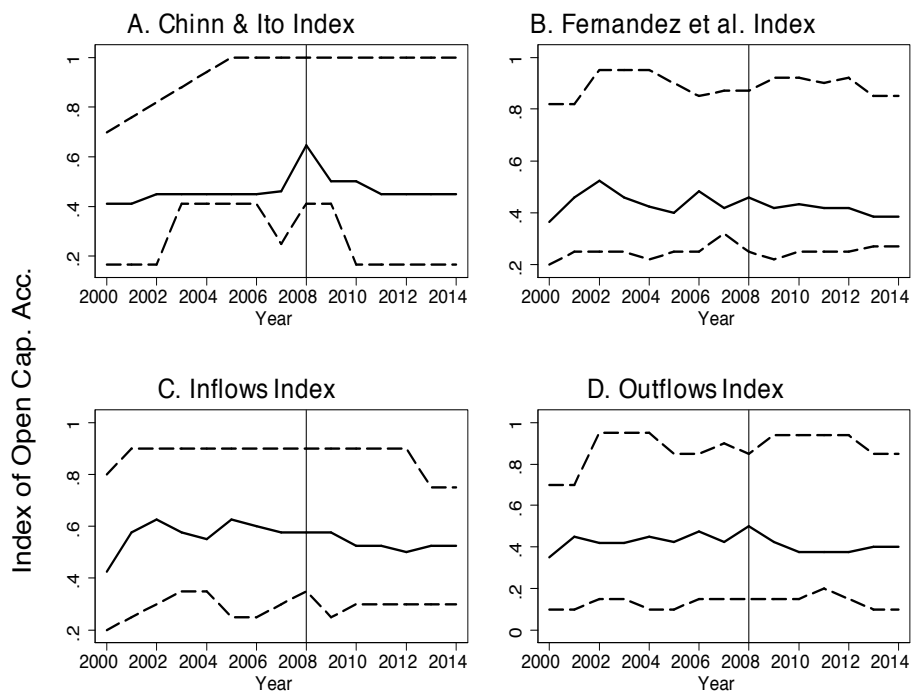 A. Chinn & Ito Index
B. Fernandez et al. Index
1
.8
.6
.4
.2
2000 2002 2004 2006 2008 2010 2012 2014
Year
1
.8
.6
.4
.2
2000 2002 2004 2006 2008 2010 2012 2014
Year
Index of Open Cap. Acc.
C. Inflows Index
D. Outflows Index
1
.8
.6
.4
.2
2000 2002 2004 2006 2008 2010 2012 2014
Year
1
.8
.6
.4
.2
0
2000 2002 2004 2006 2008 2010 2012 2014
Year